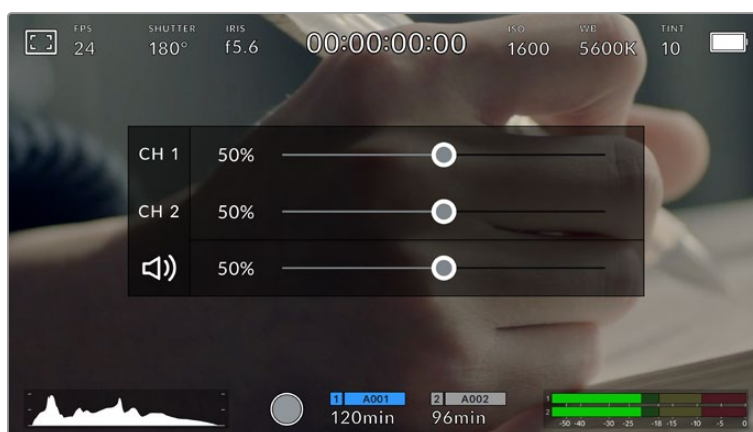 FPS SHUTTER IRIS ISO WB TINT
24 180° f5.6 00:00:00:00 1600 5600K 10
CH 1 50%
CH 2 50%
50%
1 A001 2 A002
120min 96min
1
2
-50 -40 -30 -25 -18 -15 -10 -5 0